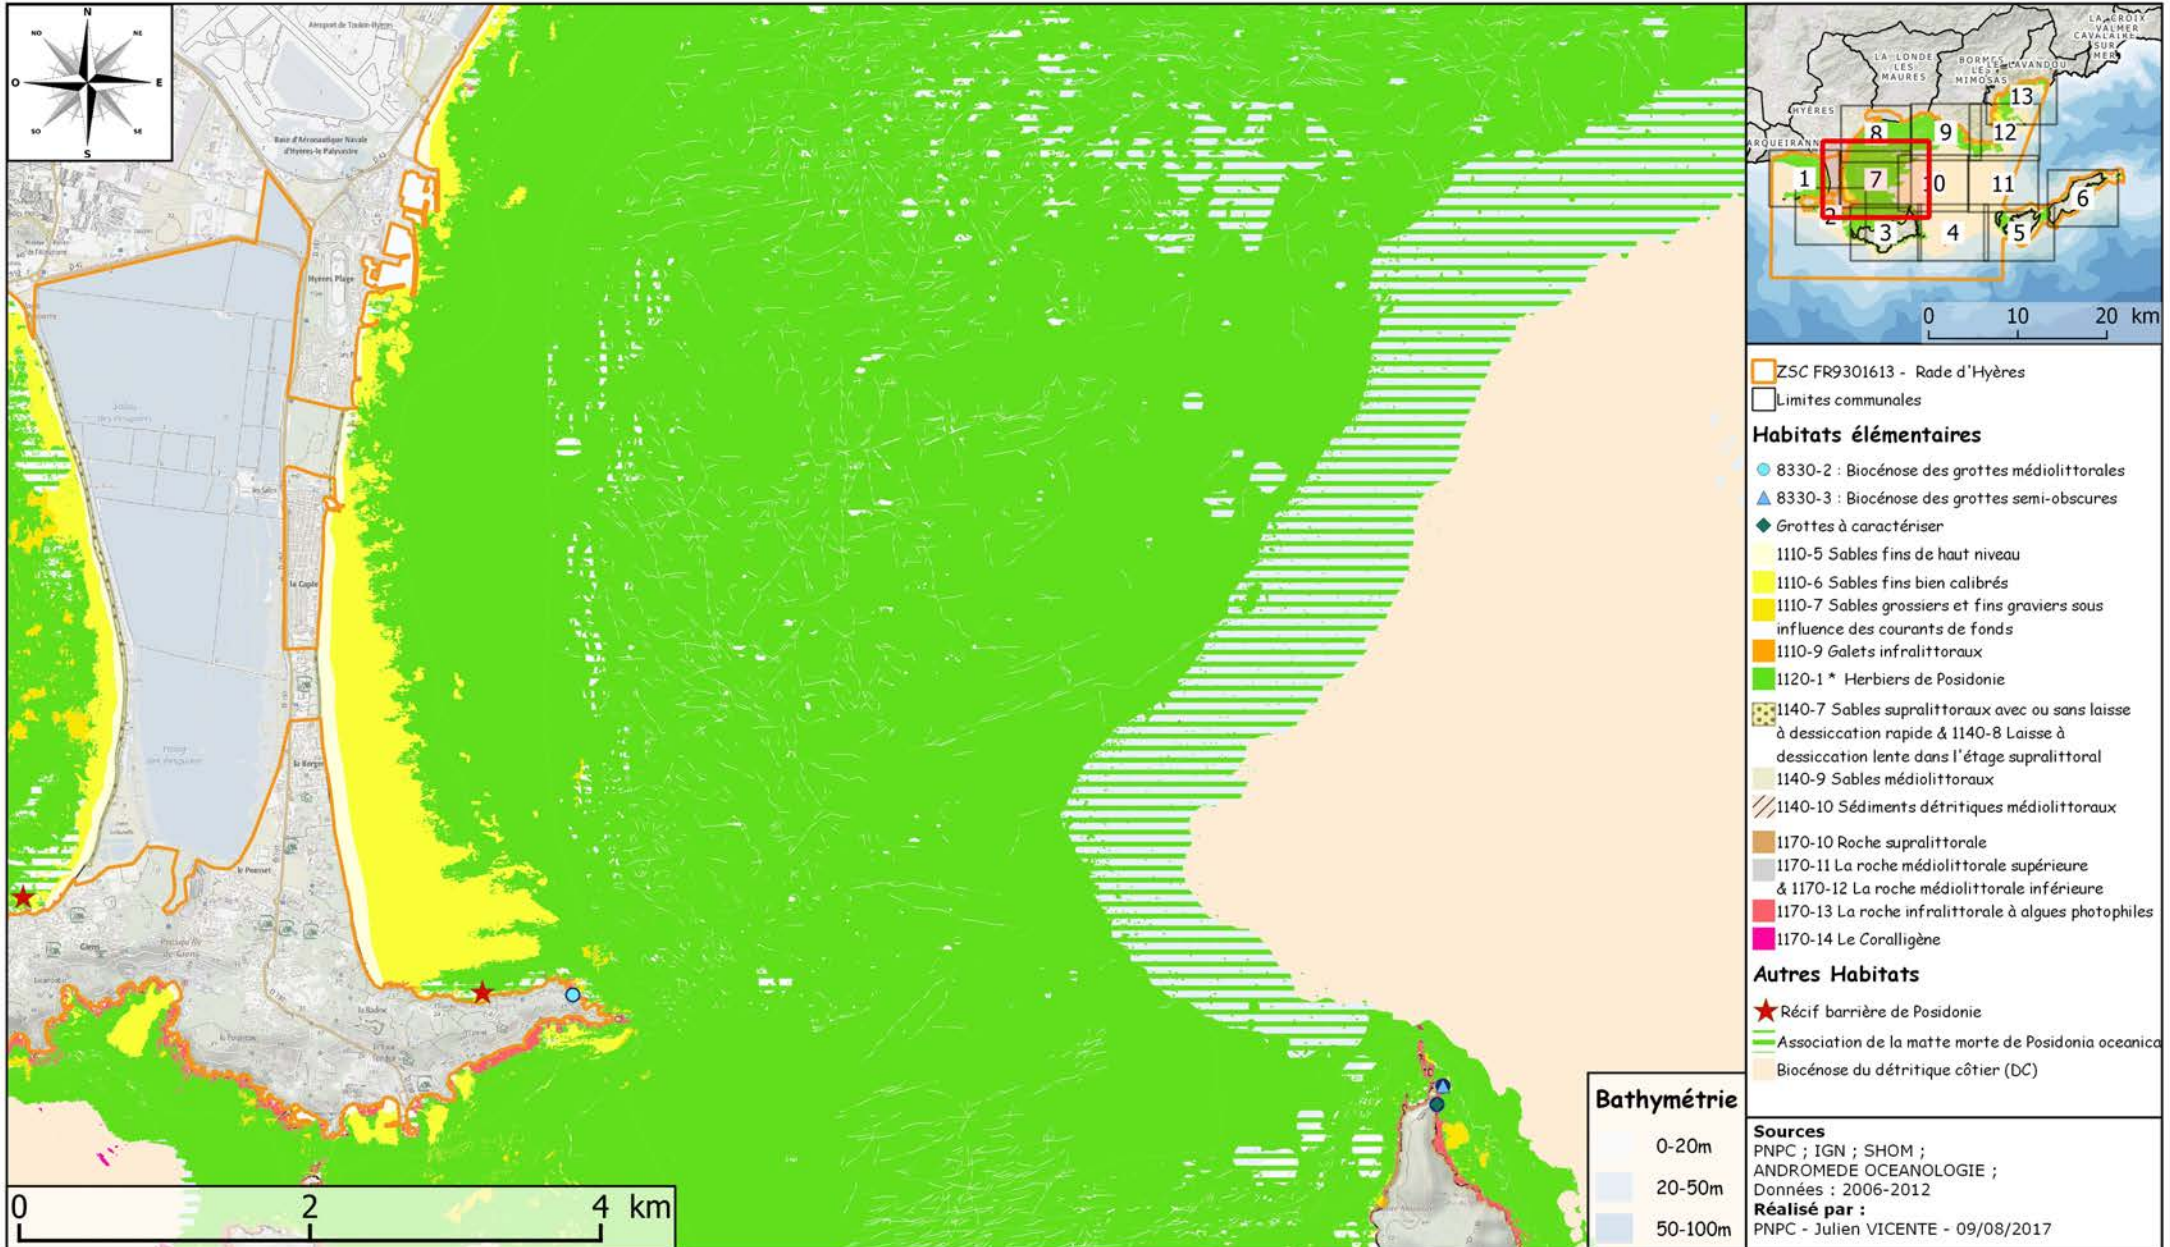 N
NO
NE
O
E
SO
SE
S
Aéroport de Toulon-Hyères
Base d'Aéronautique Navale
d'Hyères-le Palyvestre
Hyères Plage
la Capte
la Bergerie
le Pousset
Giens
Presqu'île
de Giens
la Badine
0 2 4 km
Bathymétrie
0-20m
20-50m
50-100m
LA CROIX
VALMER
CAVALAIRE
SUR
MER
LA LONDE
LES
MAURES
BORMES
LES
MIMOSAS
LE LAVANDOU
HYÈRES
ARQUEIRANN
13
8
9
12
1
7
10
11
6
2
3
4
5
0 10 20 km
ZSC FR9301613 - Rade d'Hyères
Limites communales
Habitats élémentaires
8330-2 : Biocénose des grottes médiolittorales
8330-3 : Biocénose des grottes semi-obscures
Grottes à caractériser
1110-5 Sables fins de haut niveau
1110-6 Sables fins bien calibrés
1110-7 Sables grossiers et fins graviers sous
influence des courants de fonds
1110-9 Galets infralittoraux
1120-1 * Herbiers de Posidonie
1140-7 Sables supralittoraux avec ou sans laisse
à dessiccation rapide & 1140-8 Laisse à
dessiccation lente dans l'étage supralittoral
1140-9 Sables médiolittoraux
1140-10 Sédiments détritiques médiolittoraux
1170-10 Roche supralittorale
1170-11 La roche médiolittorale supérieure
& 1170-12 La roche médiolittorale inférieure
1170-13 La roche infralittorale à algues photophiles
1170-14 Le Coralligène
Autres Habitats
Récif barrière de Posidonie
Association de la matte morte de Posidonia oceanica
Biocénose du détritique côtier (DC)
Sources
PNPC ; IGN ; SHOM ;
ANDROMEDE OCEANOLOGIE ;
Données : 2006-2012
Réalisé par :
PNPC - Julien VICENTE - 09/08/2017